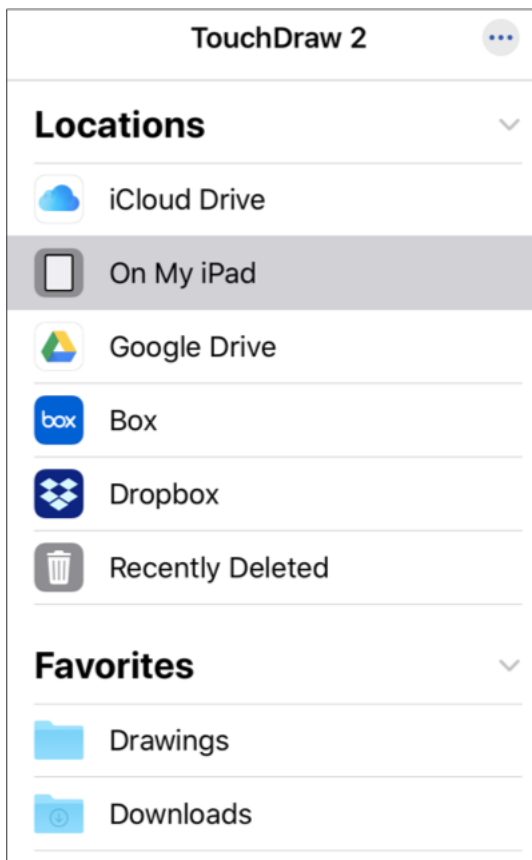 TouchDraw 2
Locations
iCloud Drive
On My iPad
Google Drive
box Box
Dropbox
Recently Deleted
Favorites
Drawings
Downloads